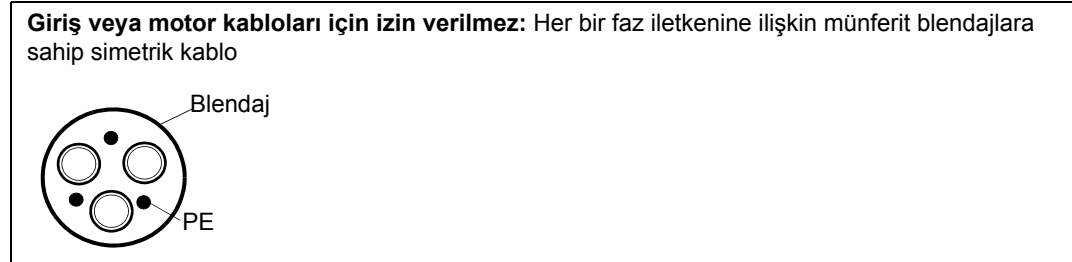 Giriş veya motor kabloları için izin verilmez: Her bir faz iletkenine ilişkin münferit blendajlara
sahip simetrik kablo
Blendaj
PE